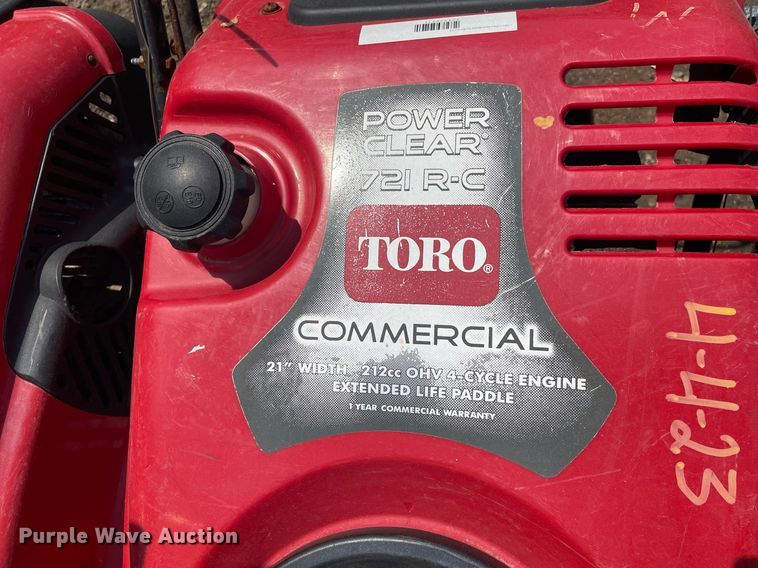 POWER
CLEAR
721 R-C
TORO®
COMMERCIAL
21" WIDTH 212cc OHV 4-CYCLE ENGINE
EXTENDED LIFE PADDLE
1 YEAR COMMERCIAL WARRANTY
4-4-23
Purple Wave Auction®